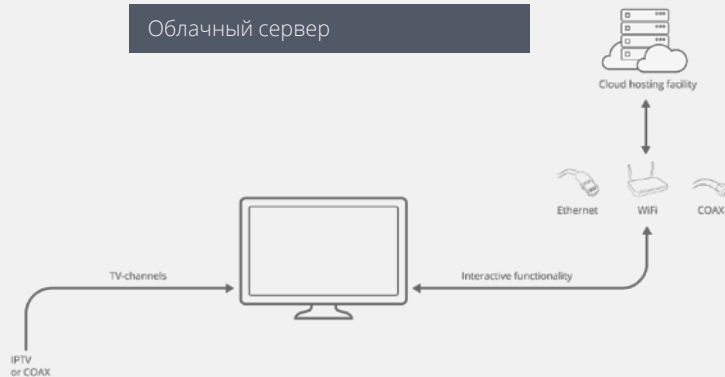 Облачный сервер
Cloud hosting facility
Ethernet
WiFi
COAX
TV-channels
Interactive functionality
IPTV
or COAX